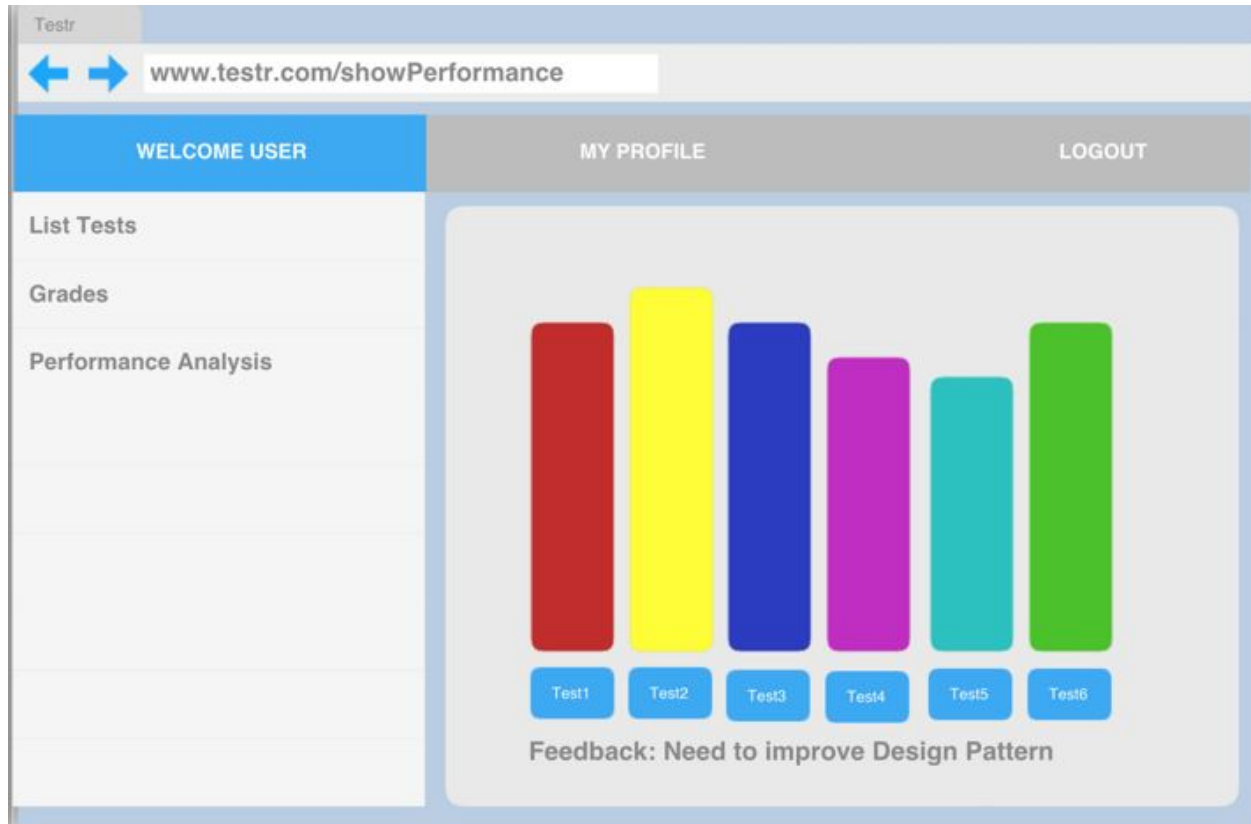 Testr
www.testr.com/showPerformance
WELCOME USER MY PROFILE LOGOUT
List Tests
Grades
Performance Analysis
Test1 Test2 Test3 Test4 Test5 Test6
Feedback: Need to improve Design Pattern